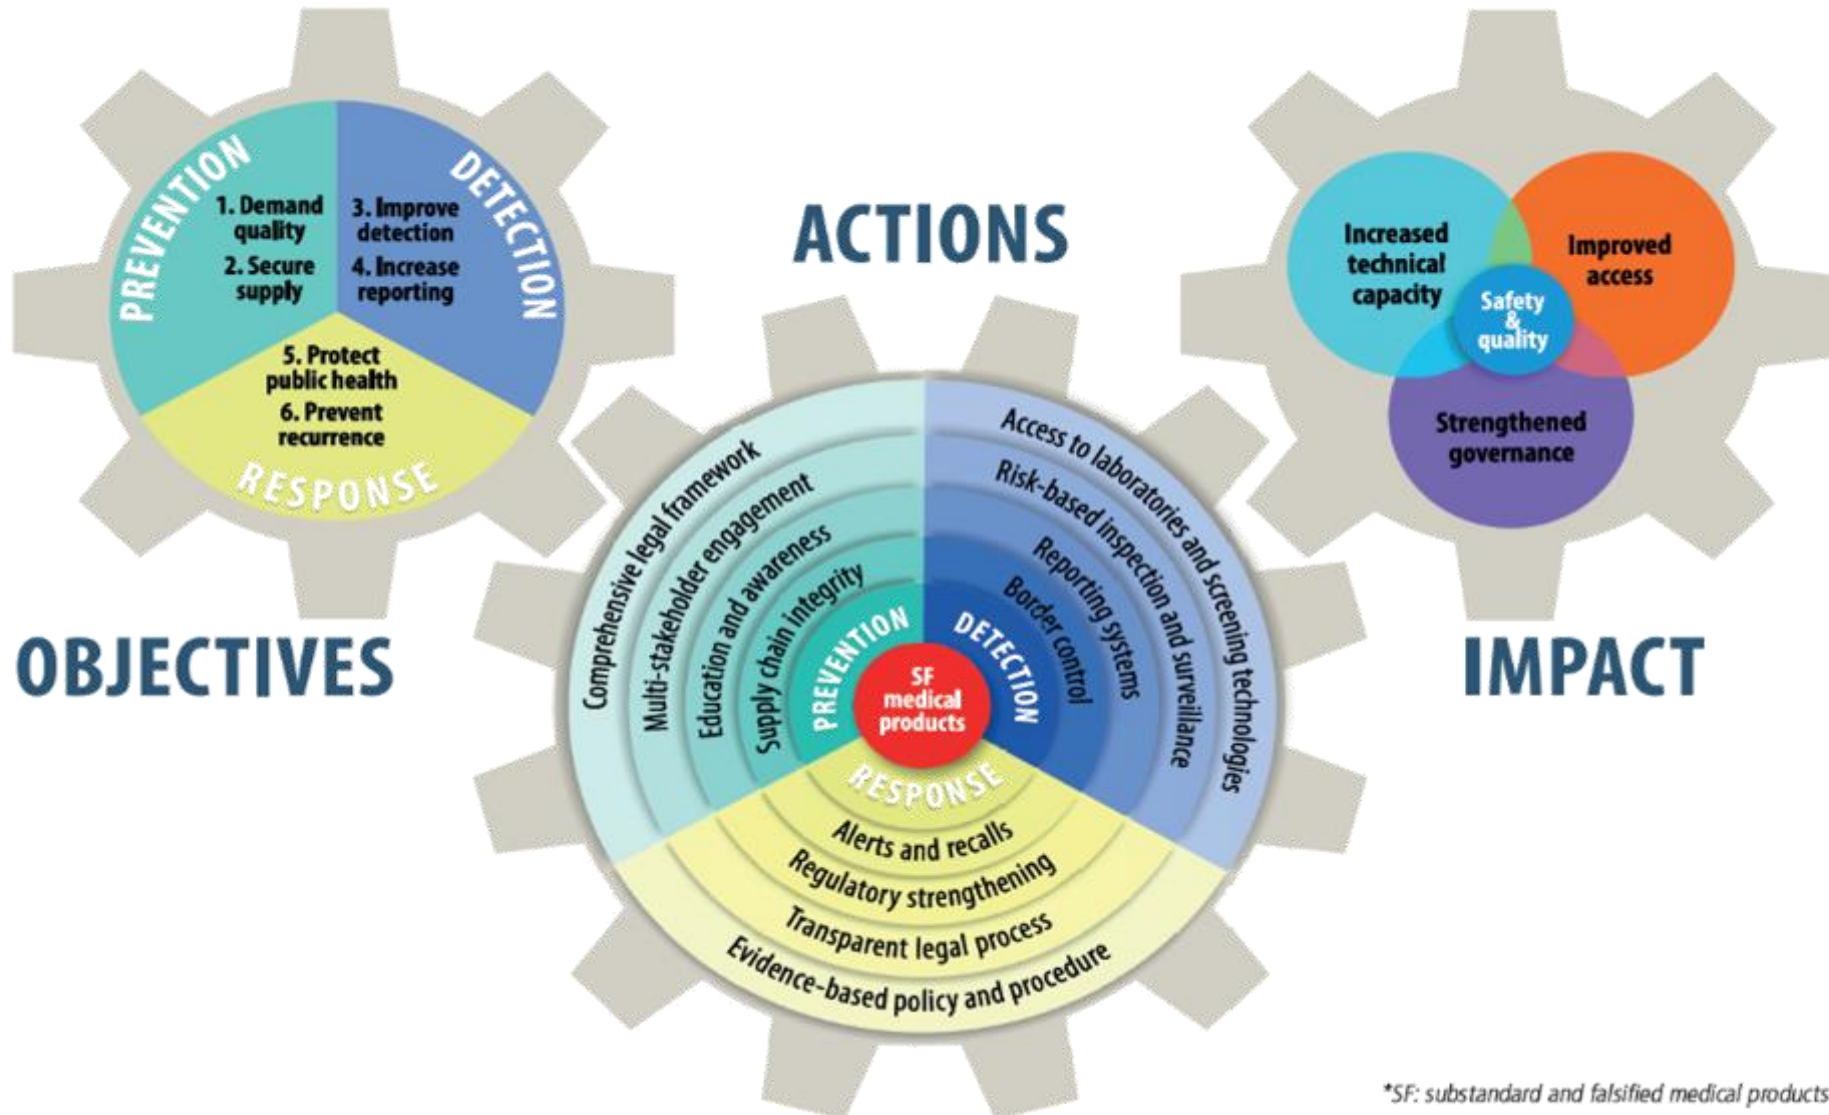 PREVENTION
1. Demand
quality
2. Secure
supply
DETECTION
3. Improve
detection
4. Increase
reporting
5. Protect
public health
6. Prevent
recurrence
RESPONSE
OBJECTIVES
ACTIONS
Comprehensive legal framework
Multi-stakeholder engagement
Education and awareness
Supply chain integrity
PREVENTION
Access to laboratories and screening technologies
Risk-based inspection and surveillance
Reporting systems
Border control
DETECTION
SF
medical
products
RESPONSE
Alerts and recalls
Regulatory strengthening
Transparent legal process
Evidence-based policy and procedure
Increased
technical
capacity
Improved
access
Safety
&
quality
Strengthened
governance
IMPACT
*SF: substandard and falsified medical products